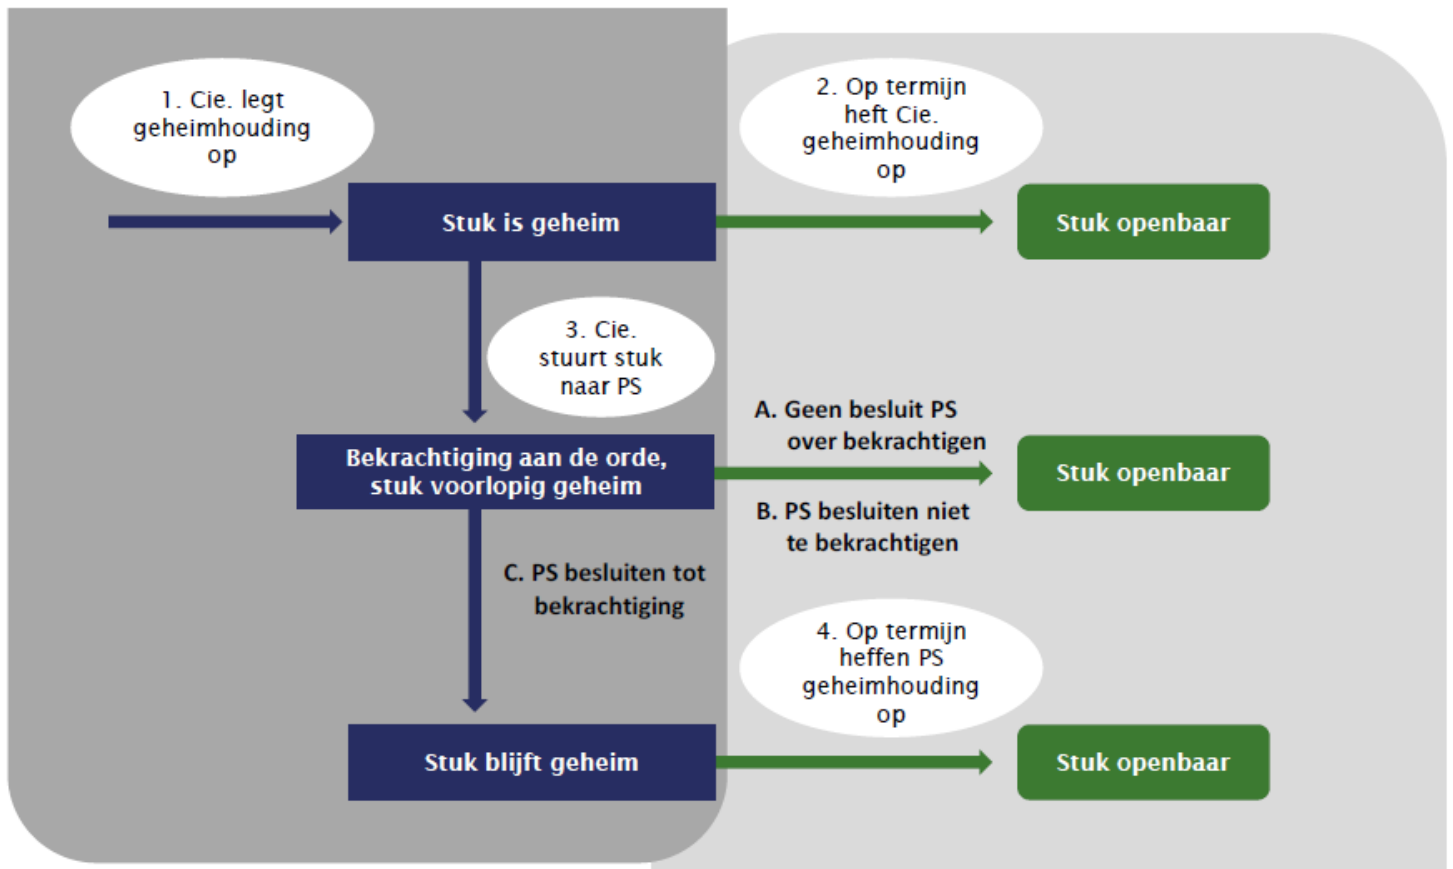 1. Cie. legt
geheimhouding
op
2. Op termijn
heft Cie.
geheimhouding
op
Stuk is geheim
Stuk openbaar
3. Cie.
stuurt stuk
naar PS
A. Geen besluit PS
over bekrachtigen
Bekrachtiging aan de orde,
stuk voorlopig geheim
Stuk openbaar
B. PS besluiten niet
te bekrachtigen
C. PS besluiten tot
bekrachtiging
4. Op termijn
heffen PS
geheimhouding
op
Stuk blijft geheim
Stuk openbaar